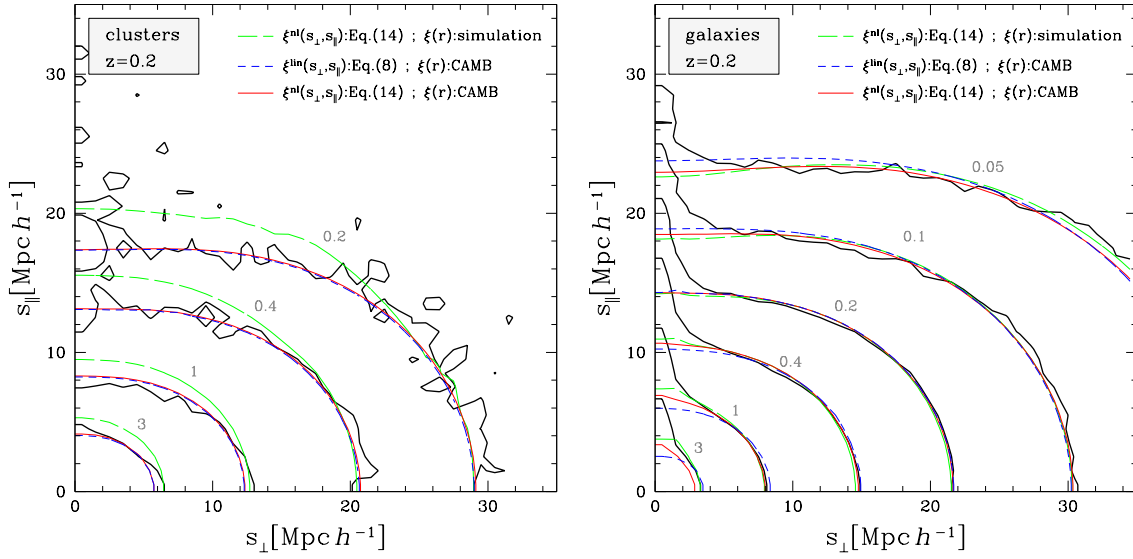 clusters
z=0.2
ξⁿˡ(s⊥,s∥):Eq.(14) ; ξ(r):simulation
ξˡⁱⁿ(s⊥,s∥):Eq.(8) ; ξ(r):CAMB
ξⁿˡ(s⊥,s∥):Eq.(14) ; ξ(r):CAMB
0.2
0.4
1
3
30
20
10
0
0 10 20 30
s∥[Mpc h⁻¹]
s⊥[Mpc h⁻¹]
galaxies
z=0.2
ξⁿˡ(s⊥,s∥):Eq.(14) ; ξ(r):simulation
ξˡⁱⁿ(s⊥,s∥):Eq.(8) ; ξ(r):CAMB
ξⁿˡ(s⊥,s∥):Eq.(14) ; ξ(r):CAMB
0.05
0.1
0.2
0.4
1
3
30
20
10
0
0 10 20 30
s∥[Mpc h⁻¹]
s⊥[Mpc h⁻¹]